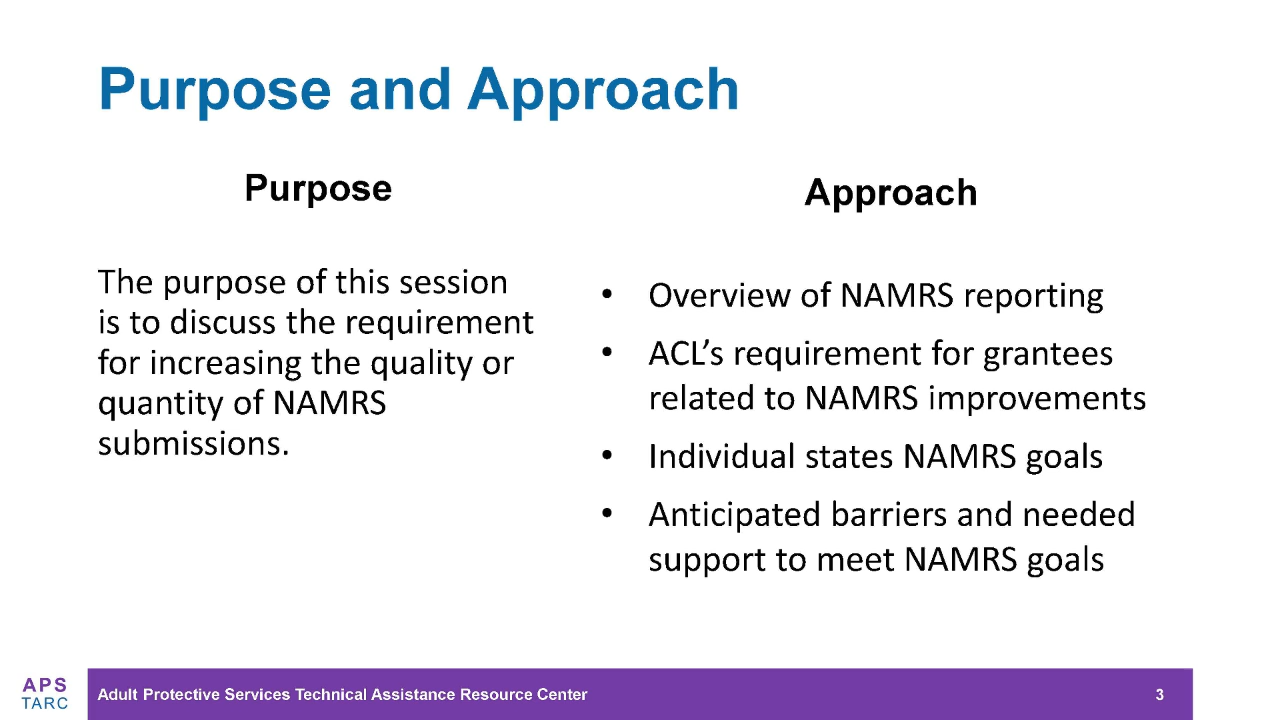 Purpose and Approach
Purpose
The purpose of this session
is to discuss the requirement
for increasing the quality or
quantity of NAMRS
submissions.
Approach
• Overview of NAMRS reporting
• ACL’s requirement for grantees
related to NAMRS improvements
• Individual states NAMRS goals
• Anticipated barriers and needed
support to meet NAMRS goals
APS
TARC
Adult Protective Services Technical Assistance Resource Center
3